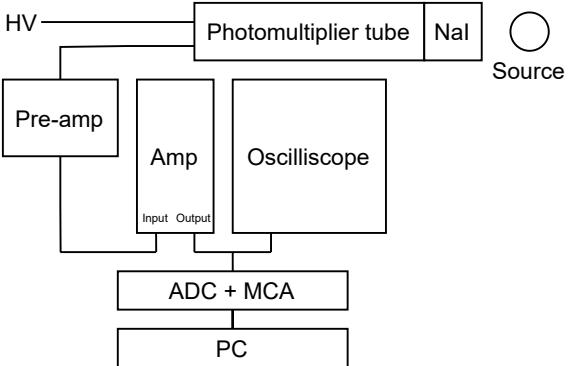 HV
Photomultiplier tube
NaI
Source
Pre-amp
Amp
Oscilliscope
Input
Output
ADC + MCA
PC